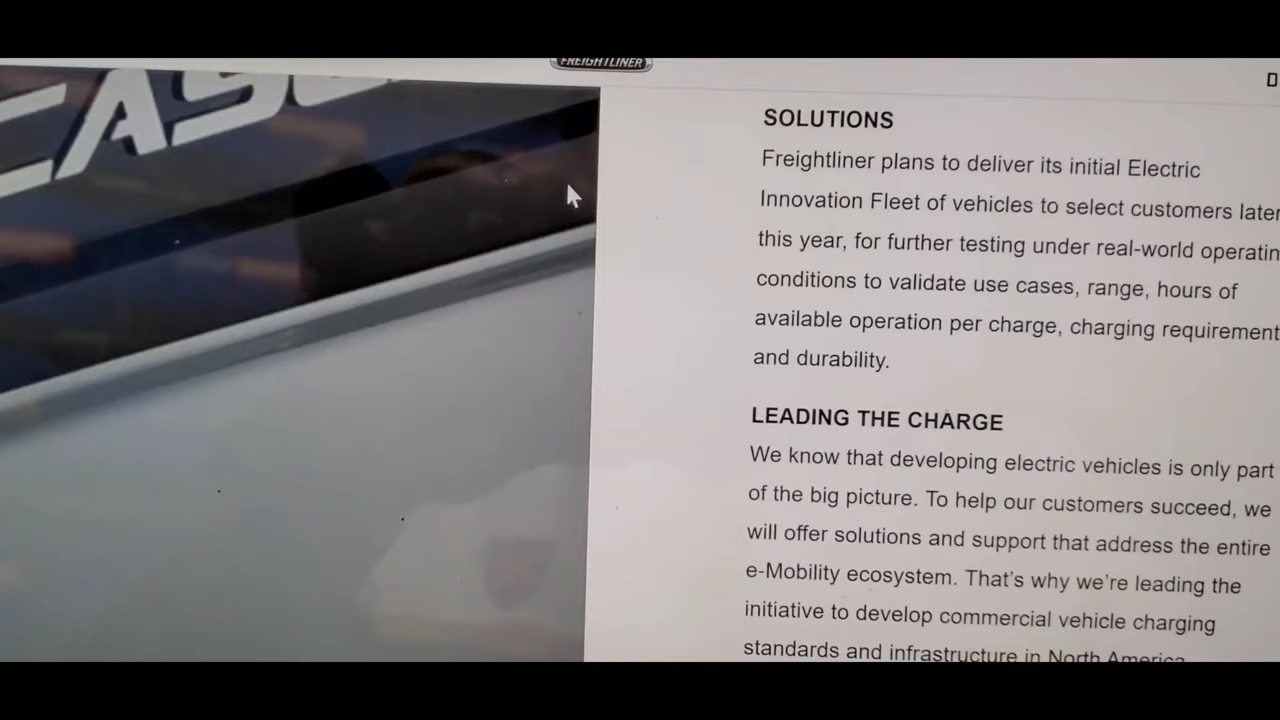 FREIGHTLINER
CASC
SOLUTIONS
Freightliner plans to deliver its initial Electric
Innovation Fleet of vehicles to select customers later
this year, for further testing under real-world operatin
conditions to validate use cases, range, hours of
available operation per charge, charging requirement
and durability.
LEADING THE CHARGE
We know that developing electric vehicles is only part
of the big picture. To help our customers succeed, we
will offer solutions and support that address the entire
e-Mobility ecosystem. That's why we're leading the
initiative to develop commercial vehicle charging
standards and infrastructure in North America